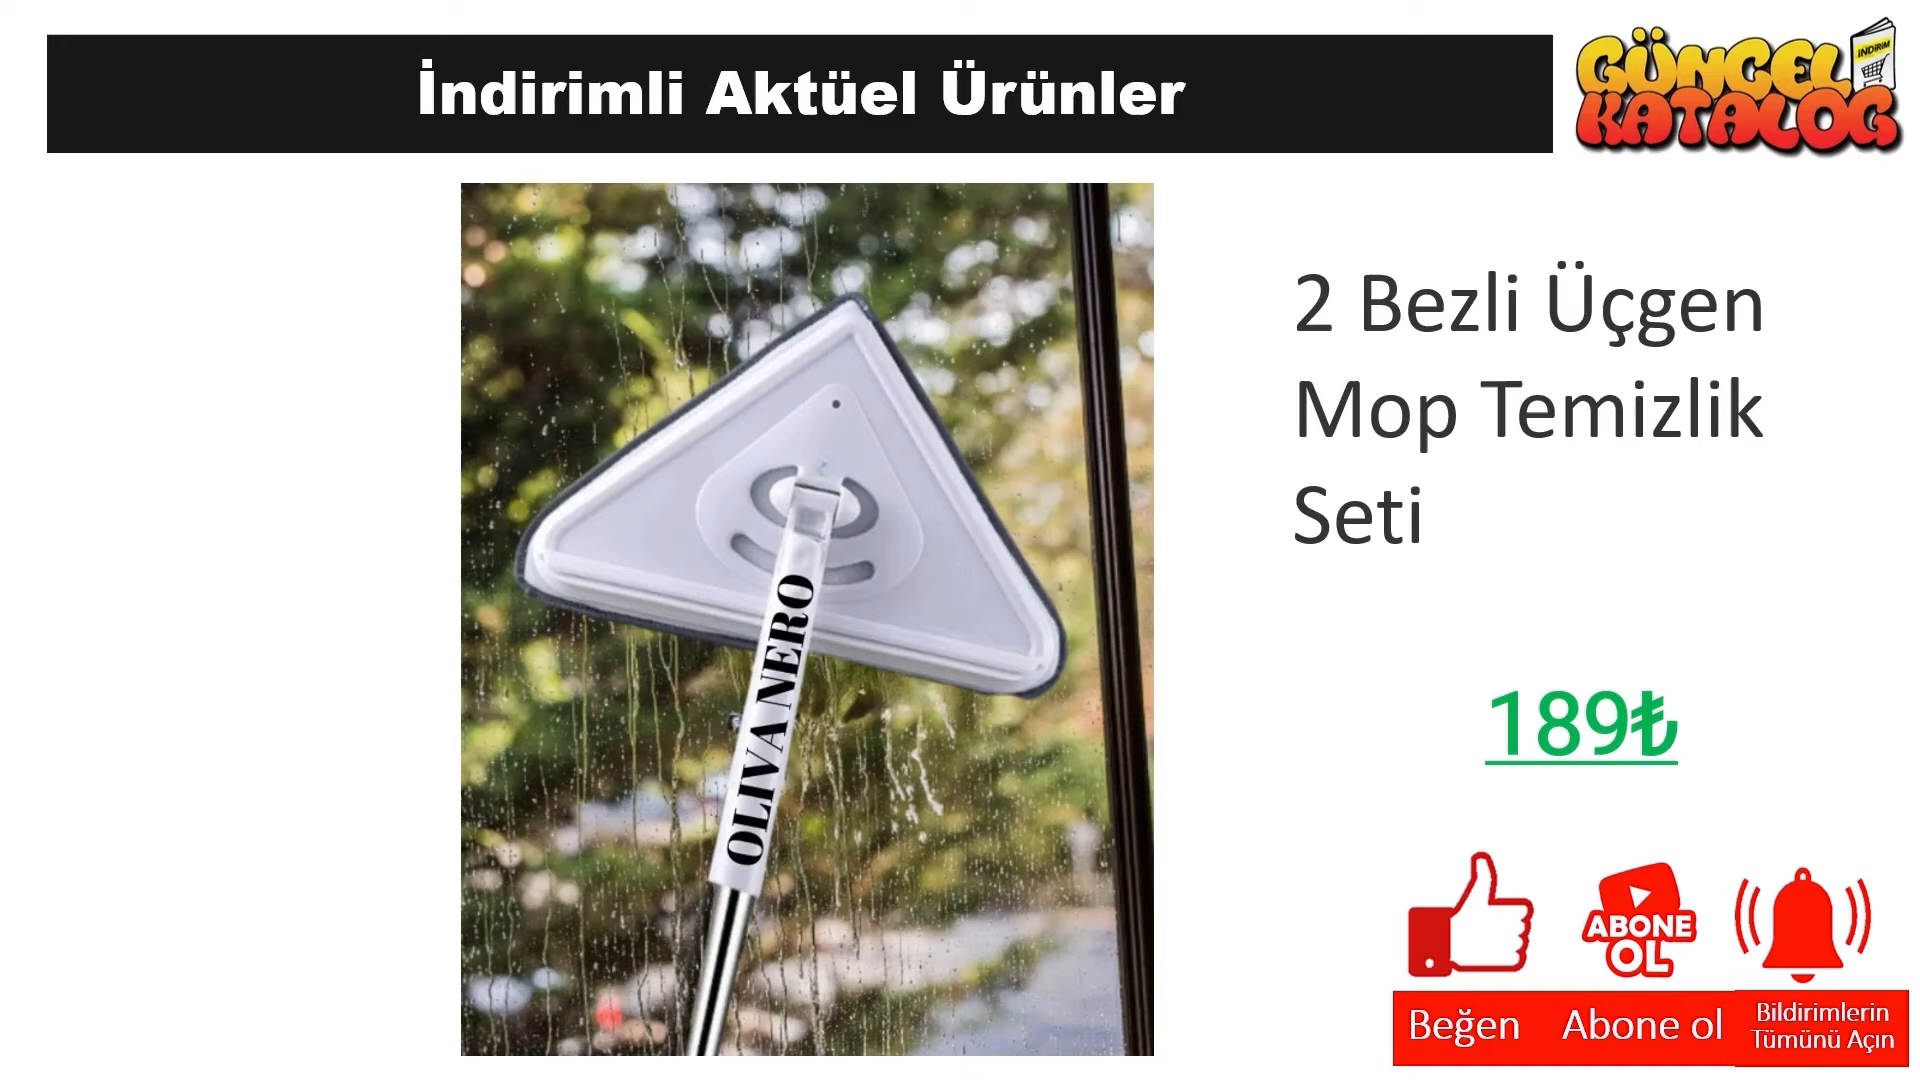 İndirimli Aktüel Ürünler
GÜNCEL
İNDİRİM
KATALOG
2 Bezli Üçgen
Mop Temizlik
Seti
OLIVA NERO
189₺
ABONE
OL
Beğen
Abone ol
Bildirimlerin
Tümünü Açın